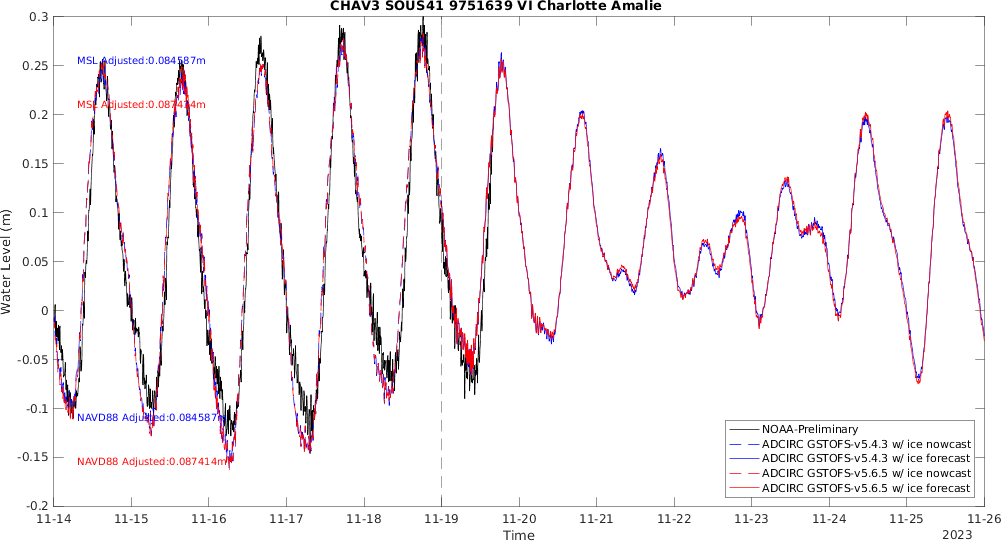 CHAV3 SOUS41 9751639 VI Charlotte Amalie
0.3
0.25
0.2
0.15
0.1
0.05
0
-0.05
-0.1
-0.15
-0.2
Water Level (m)
MSL Adjusted:0.084587m
MSL Adjusted:0.087414m
NAVD88 Adjusted:0.084587m
NAVD88 Adjusted:0.087414m
NOAA-Preliminary
ADCIRC GSTOFS-v5.4.3 w/ ice nowcast
ADCIRC GSTOFS-v5.4.3 w/ ice forecast
ADCIRC GSTOFS-v5.6.5 w/ ice nowcast
ADCIRC GSTOFS-v5.6.5 w/ ice forecast
11-14 11-15 11-16 11-17 11-18 11-19 11-20 11-21 11-22 11-23 11-24 11-25 11-26
Time
2023